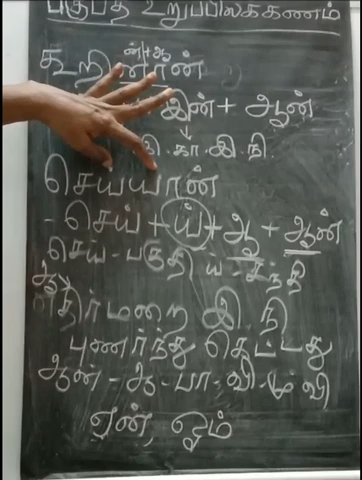 பகுபத உறுப்பிலக்கணம்
ன்+ஆ
கூறினான்
இன் + ஆன்
இ.கா.இ.நி
செய்யான்
- செய் + ய் + ஆ + ஆன்
செய் - பகுதி ய் - சந்தி
ஆ → எதிர்மறை இ.நி
புணர்ந்து கெட்டது
ஆன் - ஆ.பா.வி.மு.வி
ஏன், ஓம்